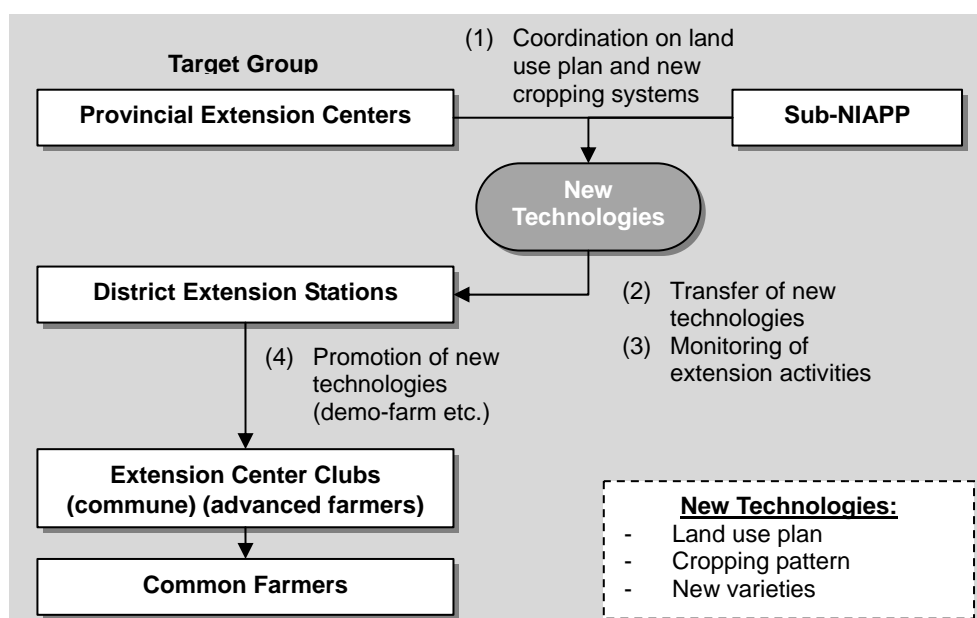 (1) Coordination on land
use plan and new
cropping systems
Target Group
Provincial Extension Centers
Sub-NIAPP
New
Technologies
District Extension Stations
(2) Transfer of new
technologies
(3) Monitoring of
extension activities
(4) Promotion of new
technologies
(demo-farm etc.)
Extension Center Clubs
(commune) (advanced farmers)
Common Farmers
New Technologies:
- Land use plan
- Cropping pattern
- New varieties